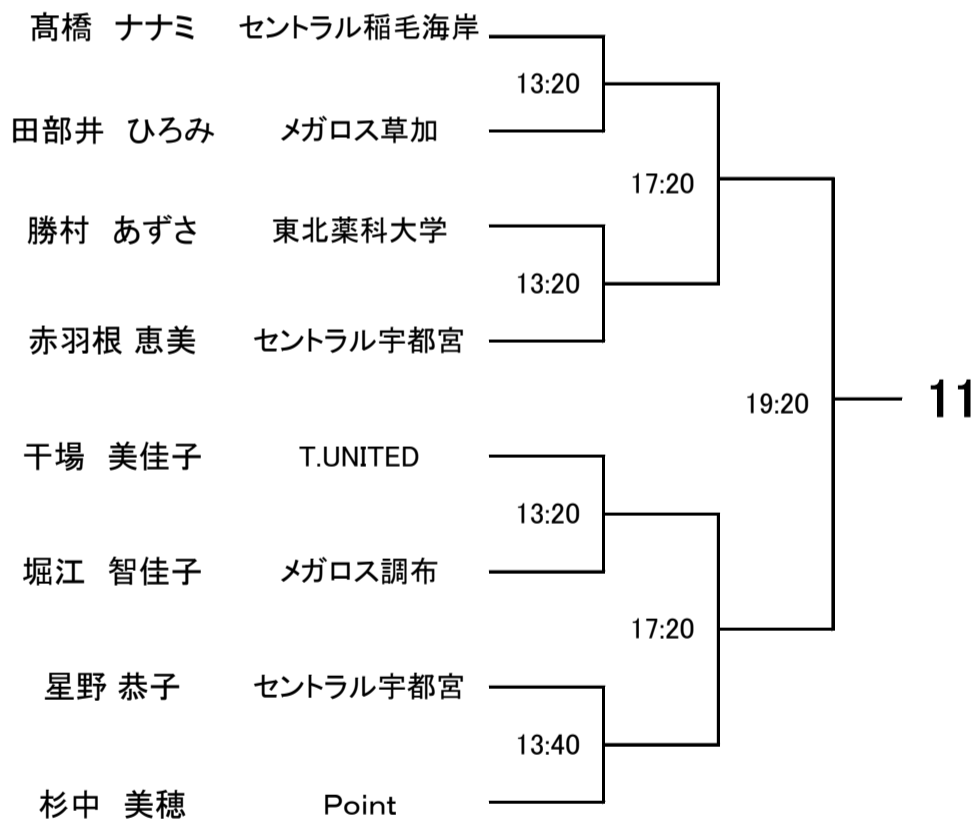 髙橋 ナナミ セントラル稲毛海岸
13:20
田部井 ひろみ メガロス草加
17:20
勝村 あずさ 東北薬科大学
13:20
赤羽根 恵美 セントラル宇都宮
19:20
11
干場 美佳子 T.UNITED
13:20
堀江 智佳子 メガロス調布
17:20
星野 恭子 セントラル宇都宮
13:40
杉中 美穂 Point